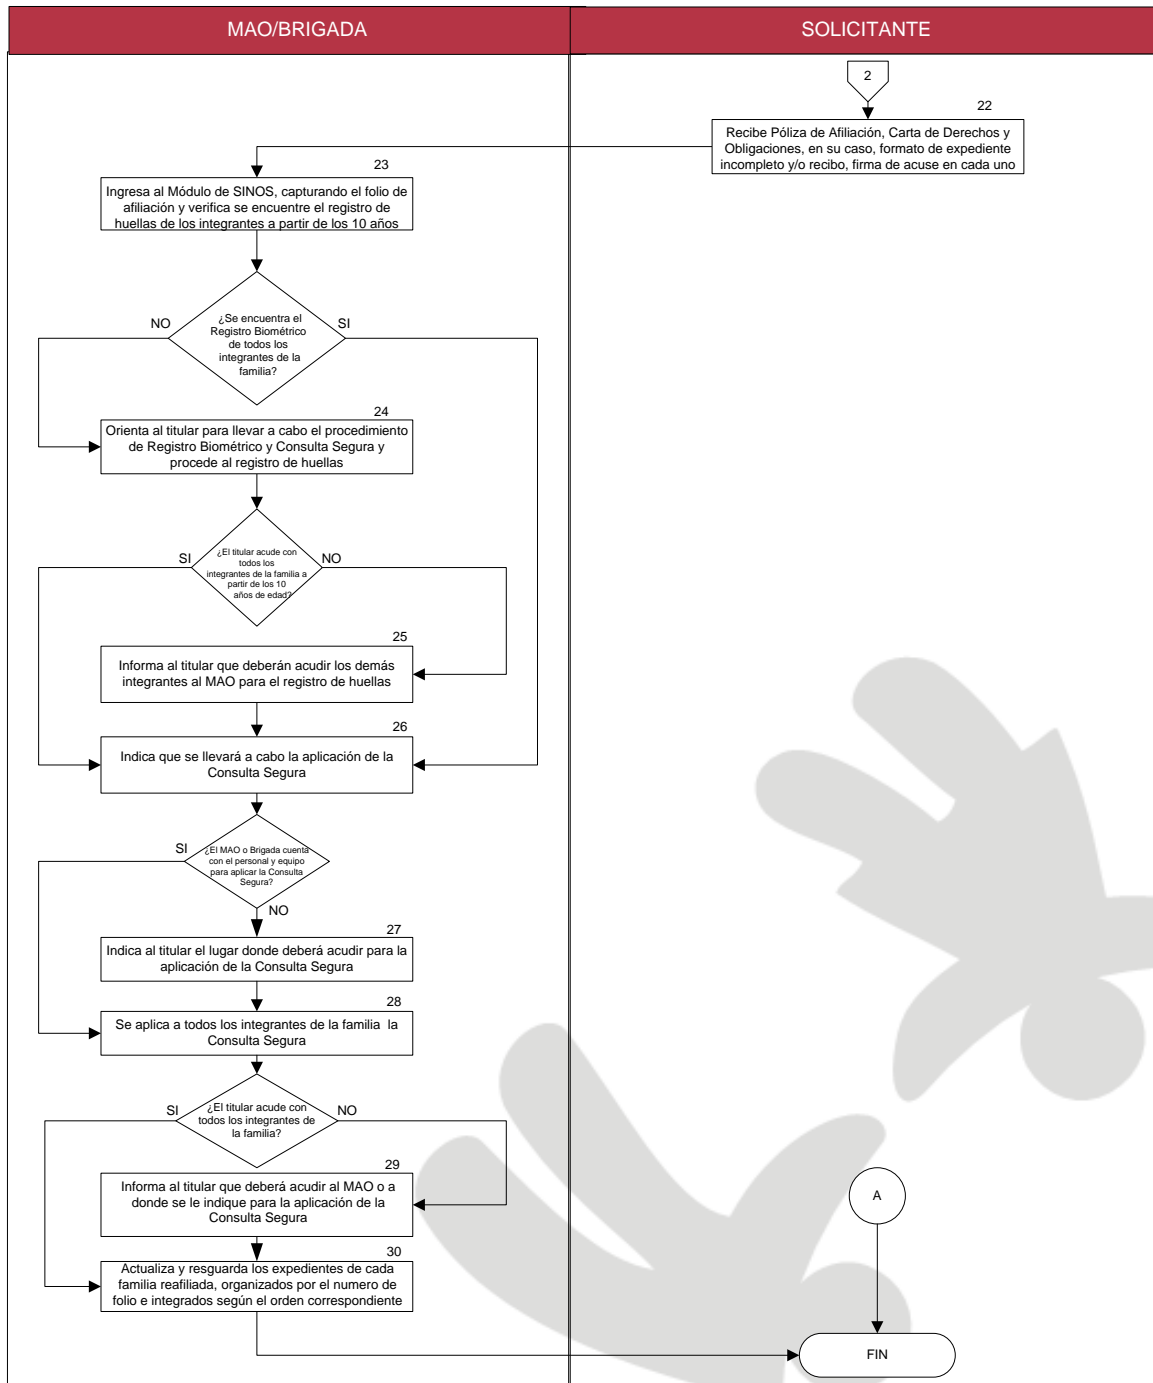 MAO/BRIGADA
SOLICITANTE
2
22
Recibe Póliza de Afiliación, Carta de Derechos y
Obligaciones, en su caso, formato de expediente
incompleto y/o recibo, firma de acuse en cada uno
23
Ingresa al Módulo de SINOS, capturando el folio de
afiliación y verifica se encuentre el registro de
huellas de los integrantes a partir de los 10 años
NO
¿Se encuentra el
Registro Biométrico
de todos los
integrantes de la
familia?
SI
24
Orienta al titular para llevar a cabo el procedimiento
de Registro Biométrico y Consulta Segura y
procede al registro de huellas
SI
¿El titular acude con
todos los
integrantes de la familia a
partir de los 10
años de edad?
NO
25
Informa al titular que deberán acudir los demás
integrantes al MAO para el registro de huellas
26
Indica que se llevará a cabo la aplicación de la
Consulta Segura
SI
¿El MAO o Brigada cuenta
con el personal y equipo
para aplicar la Consulta
Segura?
NO
27
Indica al titular el lugar donde deberá acudir para la
aplicación de la Consulta Segura
28
Se aplica a todos los integrantes de la familia la
Consulta Segura
SI
¿El titular acude con
todos los integrantes de
la familia?
NO
29
Informa al titular que deberá acudir al MAO o a
donde se le indique para la aplicación de la
Consulta Segura
A
30
Actualiza y resguarda los expedientes de cada
familia reafiliada, organizados por el numero de
folio e integrados según el orden correspondiente
FIN